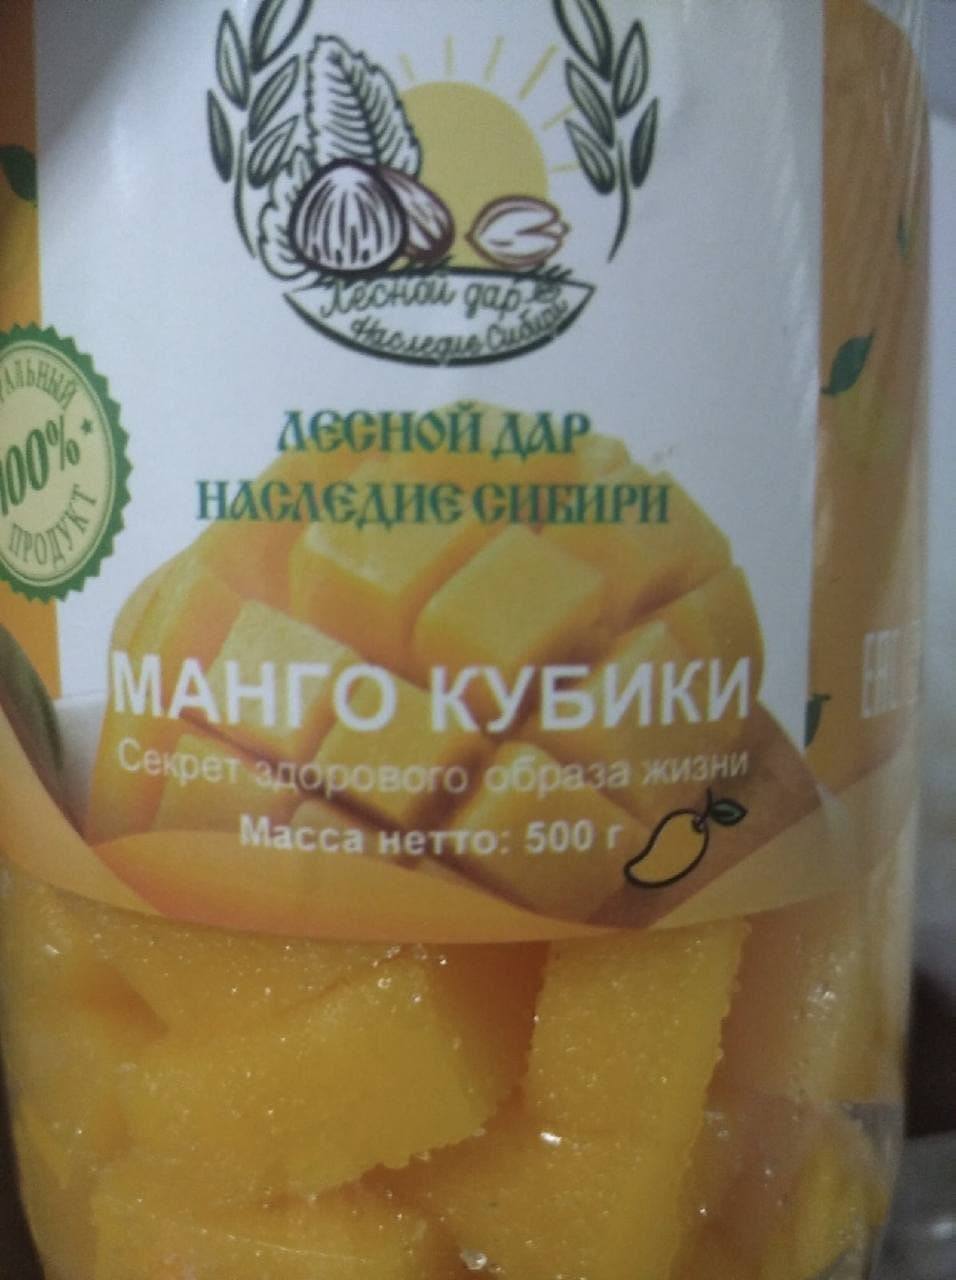 Лесной дар
Наследие Сибири
ЛЕСНОЙ ДАР
НАСЛЕДИЕ СИБИРИ
100%
ПРОДУКТ
МАНГО КУБИКИ
Секрет здорового образа жизни
Масса нетто: 500 г